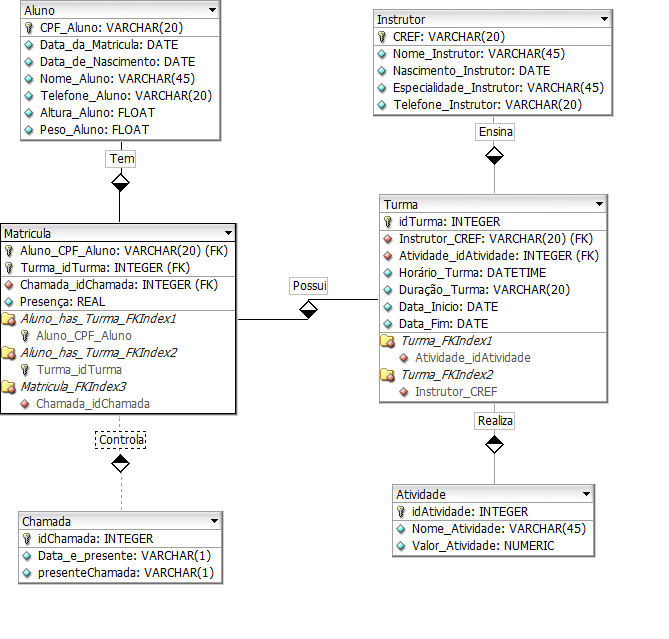 Aluno
CPF_Aluno: VARCHAR(20)
Data_da_Matricula: DATE
Data_de_Nascimento: DATE
Nome_Aluno: VARCHAR(45)
Telefone_Aluno: VARCHAR(20)
Altura_Aluno: FLOAT
Peso_Aluno: FLOAT
Instrutor
CREF: VARCHAR(20)
Nome_Instrutor: VARCHAR(45)
Nascimento_Instrutor: DATE
Especialidade_Instrutor: VARCHAR(45)
Telefone_Instrutor: VARCHAR(20)
Tem
Ensina
Matricula
Aluno_CPF_Aluno: VARCHAR(20) (FK)
Turma_idTurma: INTEGER (FK)
Chamada_idChamada: INTEGER (FK)
Presença: REAL
Aluno_has_Turma_FKIndex1
Aluno_CPF_Aluno
Aluno_has_Turma_FKIndex2
Turma_idTurma
Matricula_FKIndex3
Chamada_idChamada
Possui
Turma
idTurma: INTEGER
Instrutor_CREF: VARCHAR(20) (FK)
Atividade_idAtividade: INTEGER (FK)
Horário_Turma: DATETIME
Duração_Turma: VARCHAR(20)
Data_Inicio: DATE
Data_Fim: DATE
Turma_FKIndex1
Atividade_idAtividade
Turma_FKIndex2
Instrutor_CREF
Controla
Realiza
Chamada
idChamada: INTEGER
Data_e_presente: VARCHAR(1)
presenteChamada: VARCHAR(1)
Atividade
idAtividade: INTEGER
Nome_Atividade: VARCHAR(45)
Valor_Atividade: NUMERIC